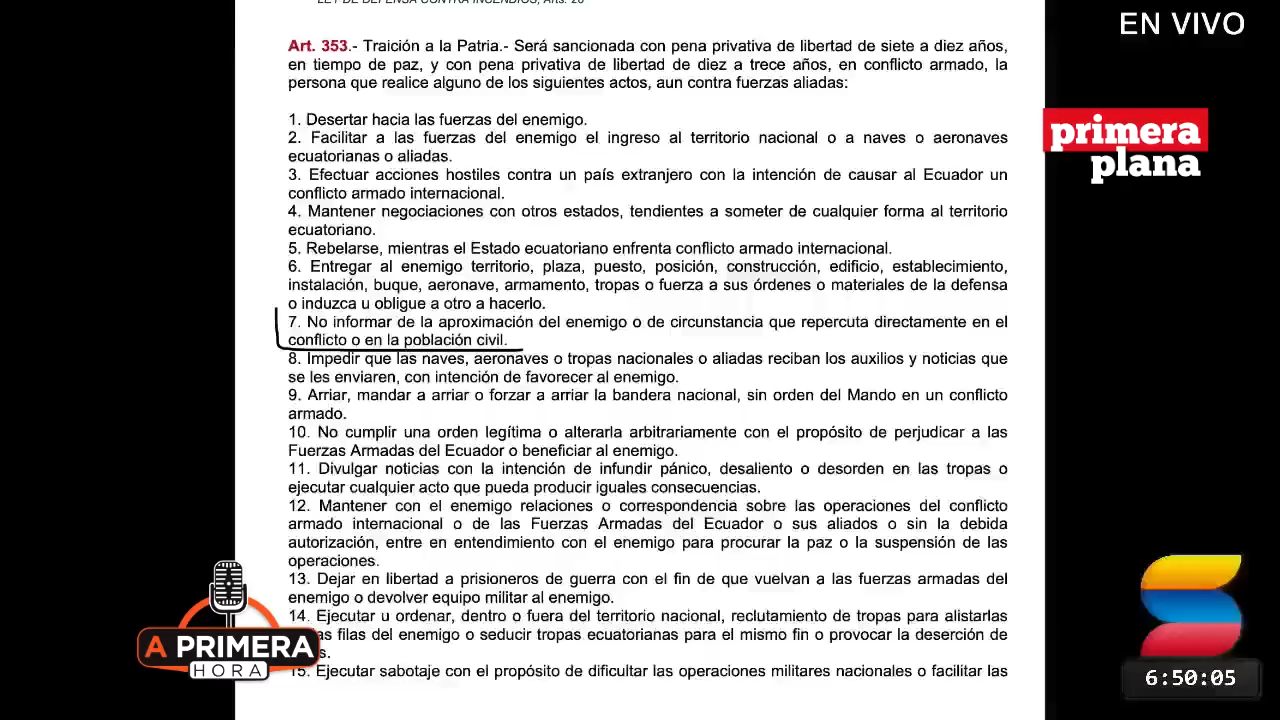 LEY DE DEFENSA CONTRA INCENDIOS, Arts. 26
EN VIVO
Art. 353.- Traición a la Patria.- Será sancionada con pena privativa de libertad de siete a diez años,
en tiempo de paz, y con pena privativa de libertad de diez a trece años, en conflicto armado, la
persona que realice alguno de los siguientes actos, aun contra fuerzas aliadas:
primera
plana
1. Desertar hacia las fuerzas del enemigo.
2. Facilitar a las fuerzas del enemigo el ingreso al territorio nacional o a naves o aeronaves
ecuatorianas o aliadas.
3. Efectuar acciones hostiles contra un país extranjero con la intención de causar al Ecuador un
conflicto armado internacional.
4. Mantener negociaciones con otros estados, tendientes a someter de cualquier forma al territorio
ecuatoriano.
5. Rebelarse, mientras el Estado ecuatoriano enfrenta conflicto armado internacional.
6. Entregar al enemigo territorio, plaza, puesto, posición, construcción, edificio, establecimiento,
instalación, buque, aeronave, armamento, tropas o fuerza a sus órdenes o materiales de la defensa
o induzca u obligue a otro a hacerlo.
7. No informar de la aproximación del enemigo o de circunstancia que repercuta directamente en el
conflicto o en la población civil.
8. Impedir que las naves, aeronaves o tropas nacionales o aliadas reciban los auxilios y noticias que
se les enviaren, con intención de favorecer al enemigo.
9. Arriar, mandar a arriar o forzar a arriar la bandera nacional, sin orden del Mando en un conflicto
armado.
10. No cumplir una orden legítima o alterarla arbitrariamente con el propósito de perjudicar a las
Fuerzas Armadas del Ecuador o beneficiar al enemigo.
11. Divulgar noticias con la intención de infundir pánico, desaliento o desorden en las tropas o
ejecutar cualquier acto que pueda producir iguales consecuencias.
12. Mantener con el enemigo relaciones o correspondencia sobre las operaciones del conflicto
armado internacional o de las Fuerzas Armadas del Ecuador o sus aliados o sin la debida
autorización, entre en entendimiento con el enemigo para procurar la paz o la suspensión de las
operaciones.
13. Dejar en libertad a prisioneros de guerra con el fin de que vuelvan a las fuerzas armadas del
enemigo o devolver equipo militar al enemigo.
14. Ejecutar u ordenar, dentro o fuera del territorio nacional, reclutamiento de tropas para alistarlas
filas del enemigo o seducir tropas ecuatorianas para el mismo fin o provocar la deserción de
15. Ejecutar sabotaje con el propósito de dificultar las operaciones militares nacionales o facilitar las
A PRIMERA
HORA
6:50:05